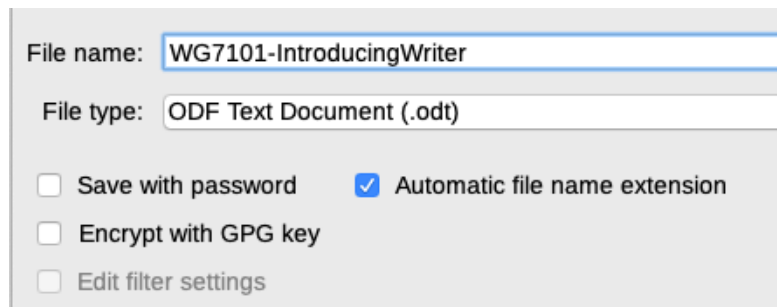 File name: WG7101-IntroducingWriter
File type: ODF Text Document (.odt)
Save with password Automatic file name extension
Encrypt with GPG key
Edit filter settings